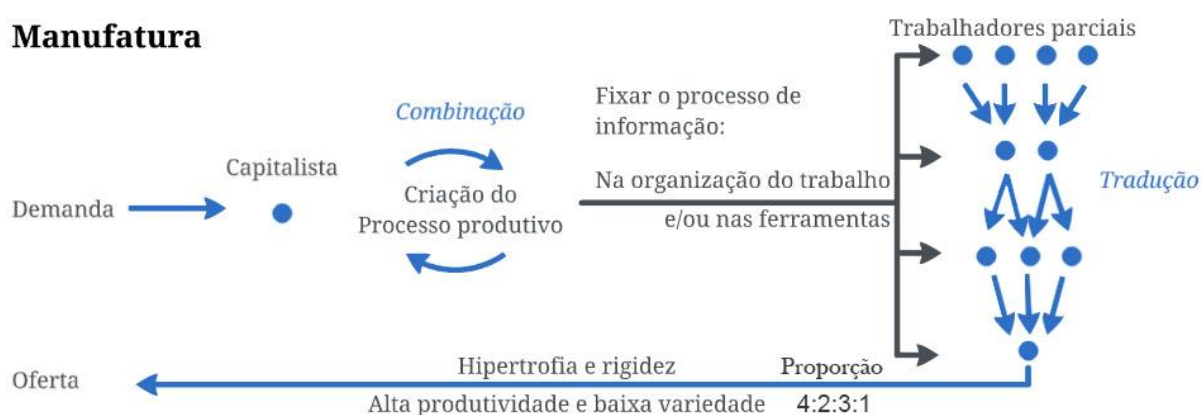 Manufatura
Trabalhadores parciais
Combinação
Fixar o processo de
informação:
Capitalista
Na organização do trabalho
e/ou nas ferramentas
Tradução
Demanda
Criação do
Processo produtivo
Oferta
Hipertrofia e rigidez
Proporção
Alta produtividade e baixa variedade
4:2:3:1